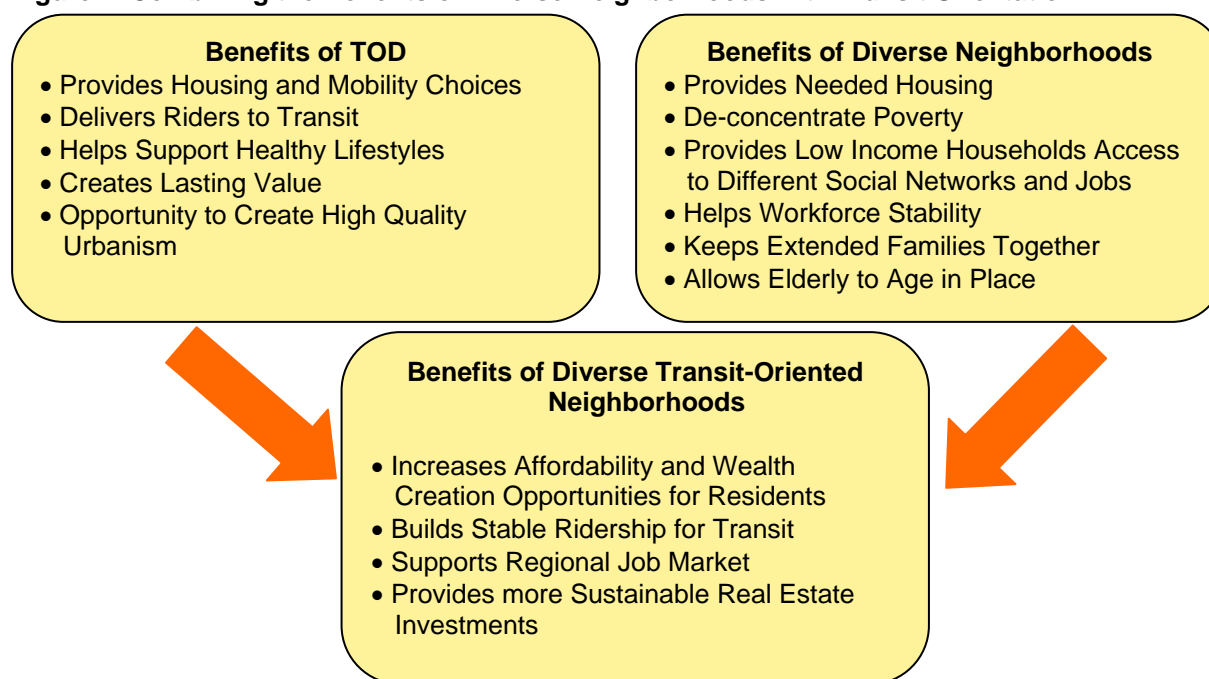 Benefits of TOD
• Provides Housing and Mobility Choices
• Delivers Riders to Transit
• Helps Support Healthy Lifestyles
• Creates Lasting Value
• Opportunity to Create High Quality
Urbanism
Benefits of Diverse Neighborhoods
• Provides Needed Housing
• De-concentrate Poverty
• Provides Low Income Households Access
to Different Social Networks and Jobs
• Helps Workforce Stability
• Keeps Extended Families Together
• Allows Elderly to Age in Place
Benefits of Diverse Transit-Oriented
Neighborhoods
• Increases Affordability and Wealth
Creation Opportunities for Residents
• Builds Stable Ridership for Transit
• Supports Regional Job Market
• Provides more Sustainable Real Estate
Investments